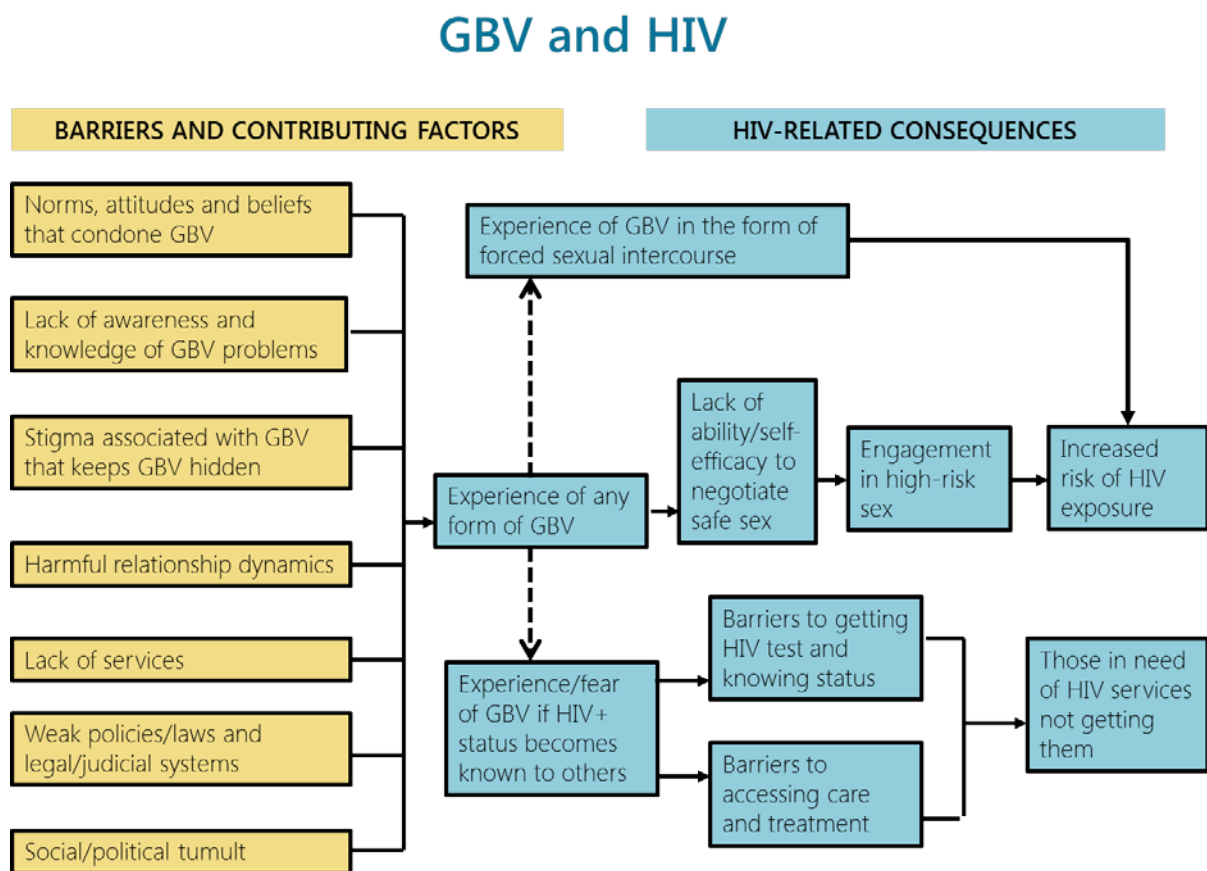 GBV and HIV
BARRIERS AND CONTRIBUTING FACTORS
HIV-RELATED CONSEQUENCES
Norms, attitudes and beliefs
that condone GBV
Lack of awareness and
knowledge of GBV problems
Stigma associated with GBV
that keeps GBV hidden
Harmful relationship dynamics
Lack of services
Weak policies/laws and
legal/judicial systems
Social/political tumult
Experience of any
form of GBV
Experience of GBV in the form of
forced sexual intercourse
Lack of
ability/self-
efficacy to
negotiate
safe sex
Engagement
in high-risk
sex
Increased
risk of HIV
exposure
Experience/fear
of GBV if HIV+
status becomes
known to others
Barriers to getting
HIV test and
knowing status
Barriers to
accessing care
and treatment
Those in need
of HIV services
not getting
them